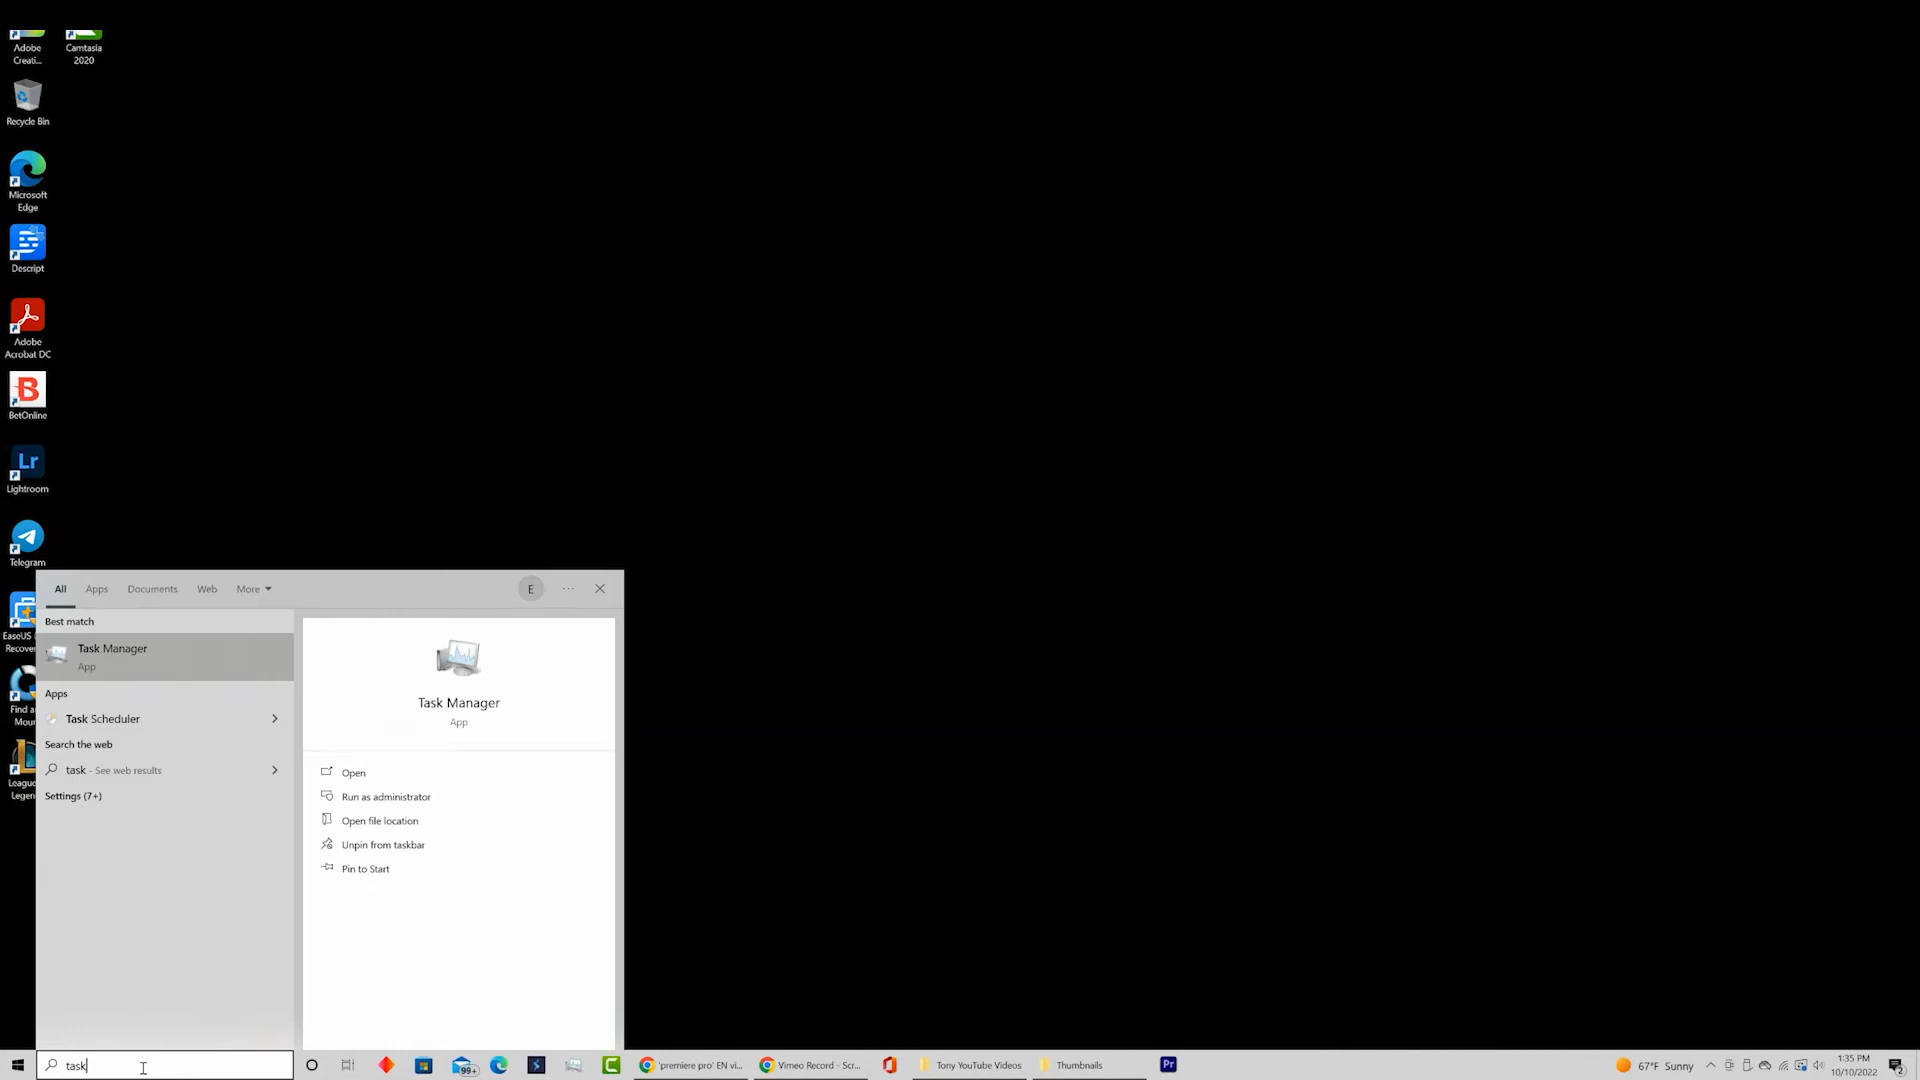 Adobe
Creati...
Camtasia
2020
Recycle Bin
Microsoft
Edge
Descript
Adobe
Acrobat DC
B
BetOnline
Lr
Lightroom
Telegram
EaseUS
Recover
Find a
Moun
League
Legen
All
Apps
Documents
Web
More
E
Best match
Task Manager
App
Apps
Task Scheduler
Search the web
task - See web results
Settings (7+)
Task Manager
App
Open
Run as administrator
Open file location
Unpin from taskbar
Pin to Start
task
99+
'premiere pro' EN vi...
Vimeo Record - Scr...
Tony YouTube Videos
Thumbnails
Pr
67°F Sunny
1:35 PM
10/10/2022
2